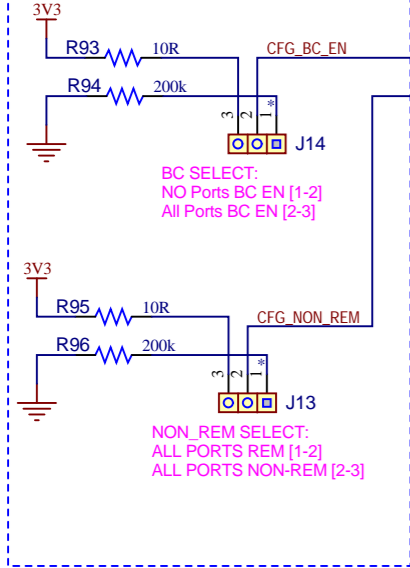 3V3
R93 10R
CFG_BC_EN
R94 200k
3 2 1 *
J14
BC SELECT:
NO Ports BC EN [1-2]
All Ports BC EN [2-3]
3V3
R95 10R
CFG_NON_REM
R96 200k
3 2 1 *
J13
NON_REM SELECT:
ALL PORTS REM [1-2]
ALL PORTS NON-REM [2-3]